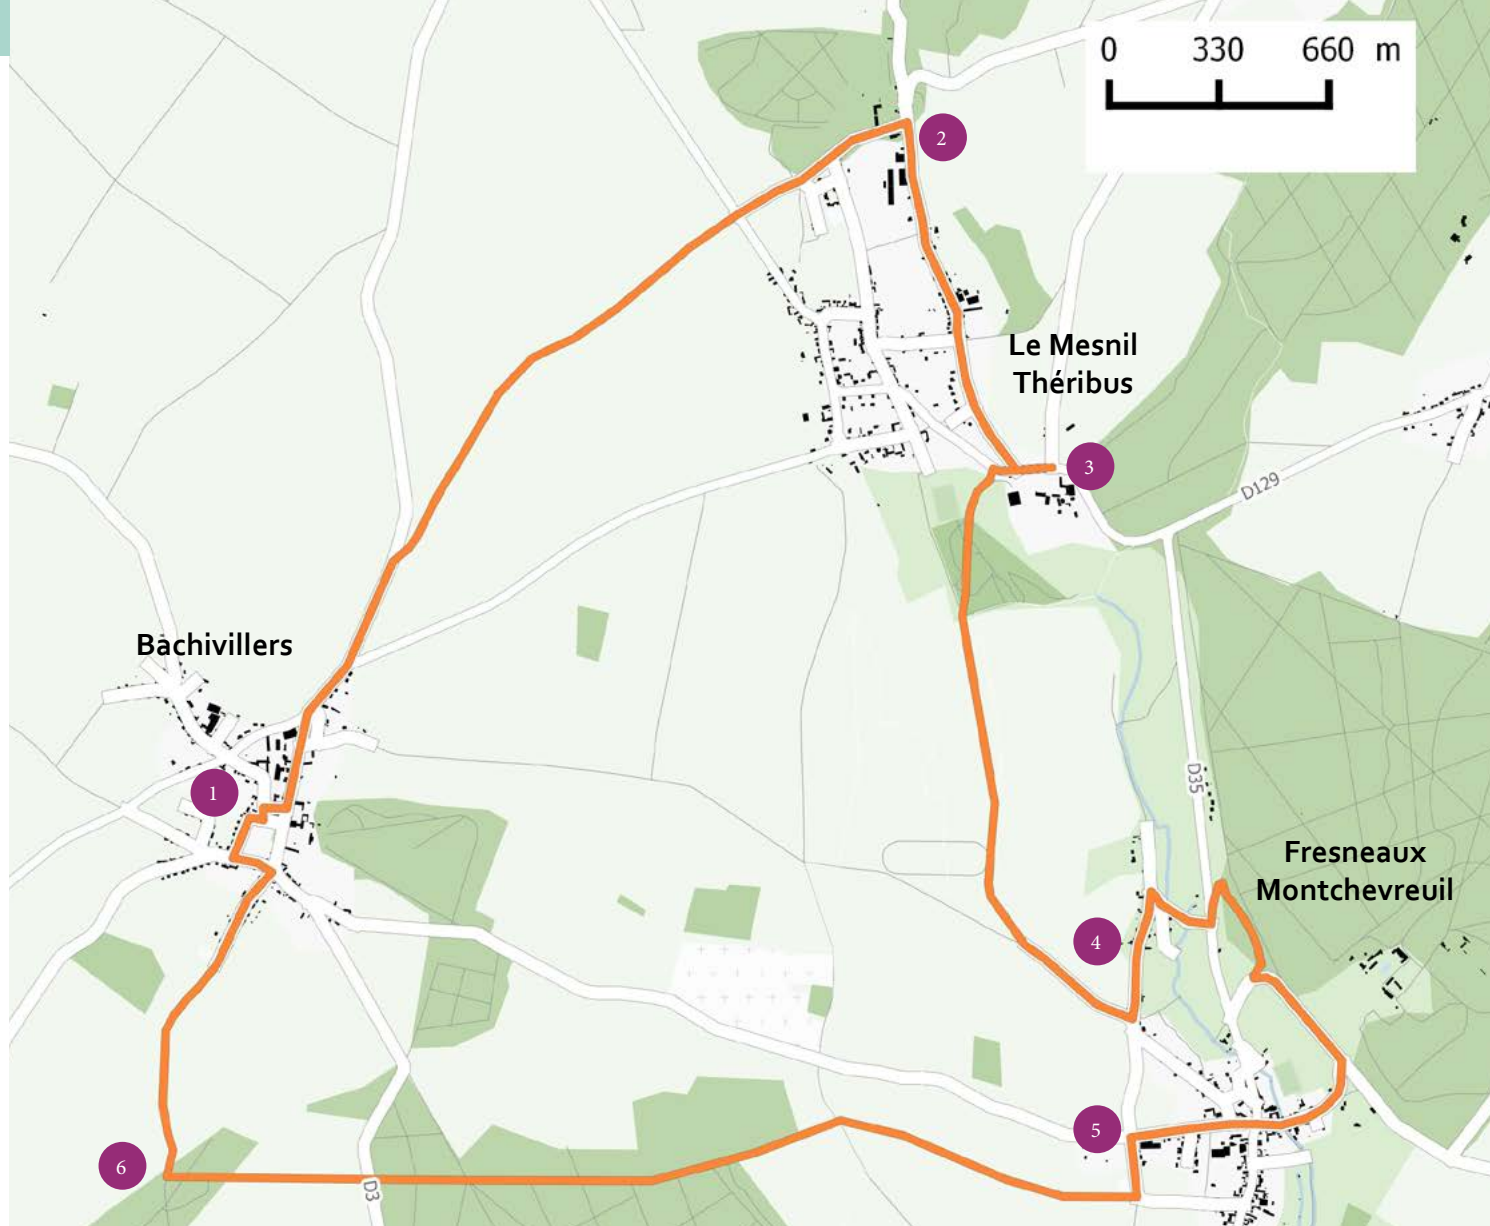 0 330 660 m
2
Le Mesnil
Théribus
3
D129
Bachivillers
1
D35
Fresneaux
Montchevreuil
4
5
6
D3